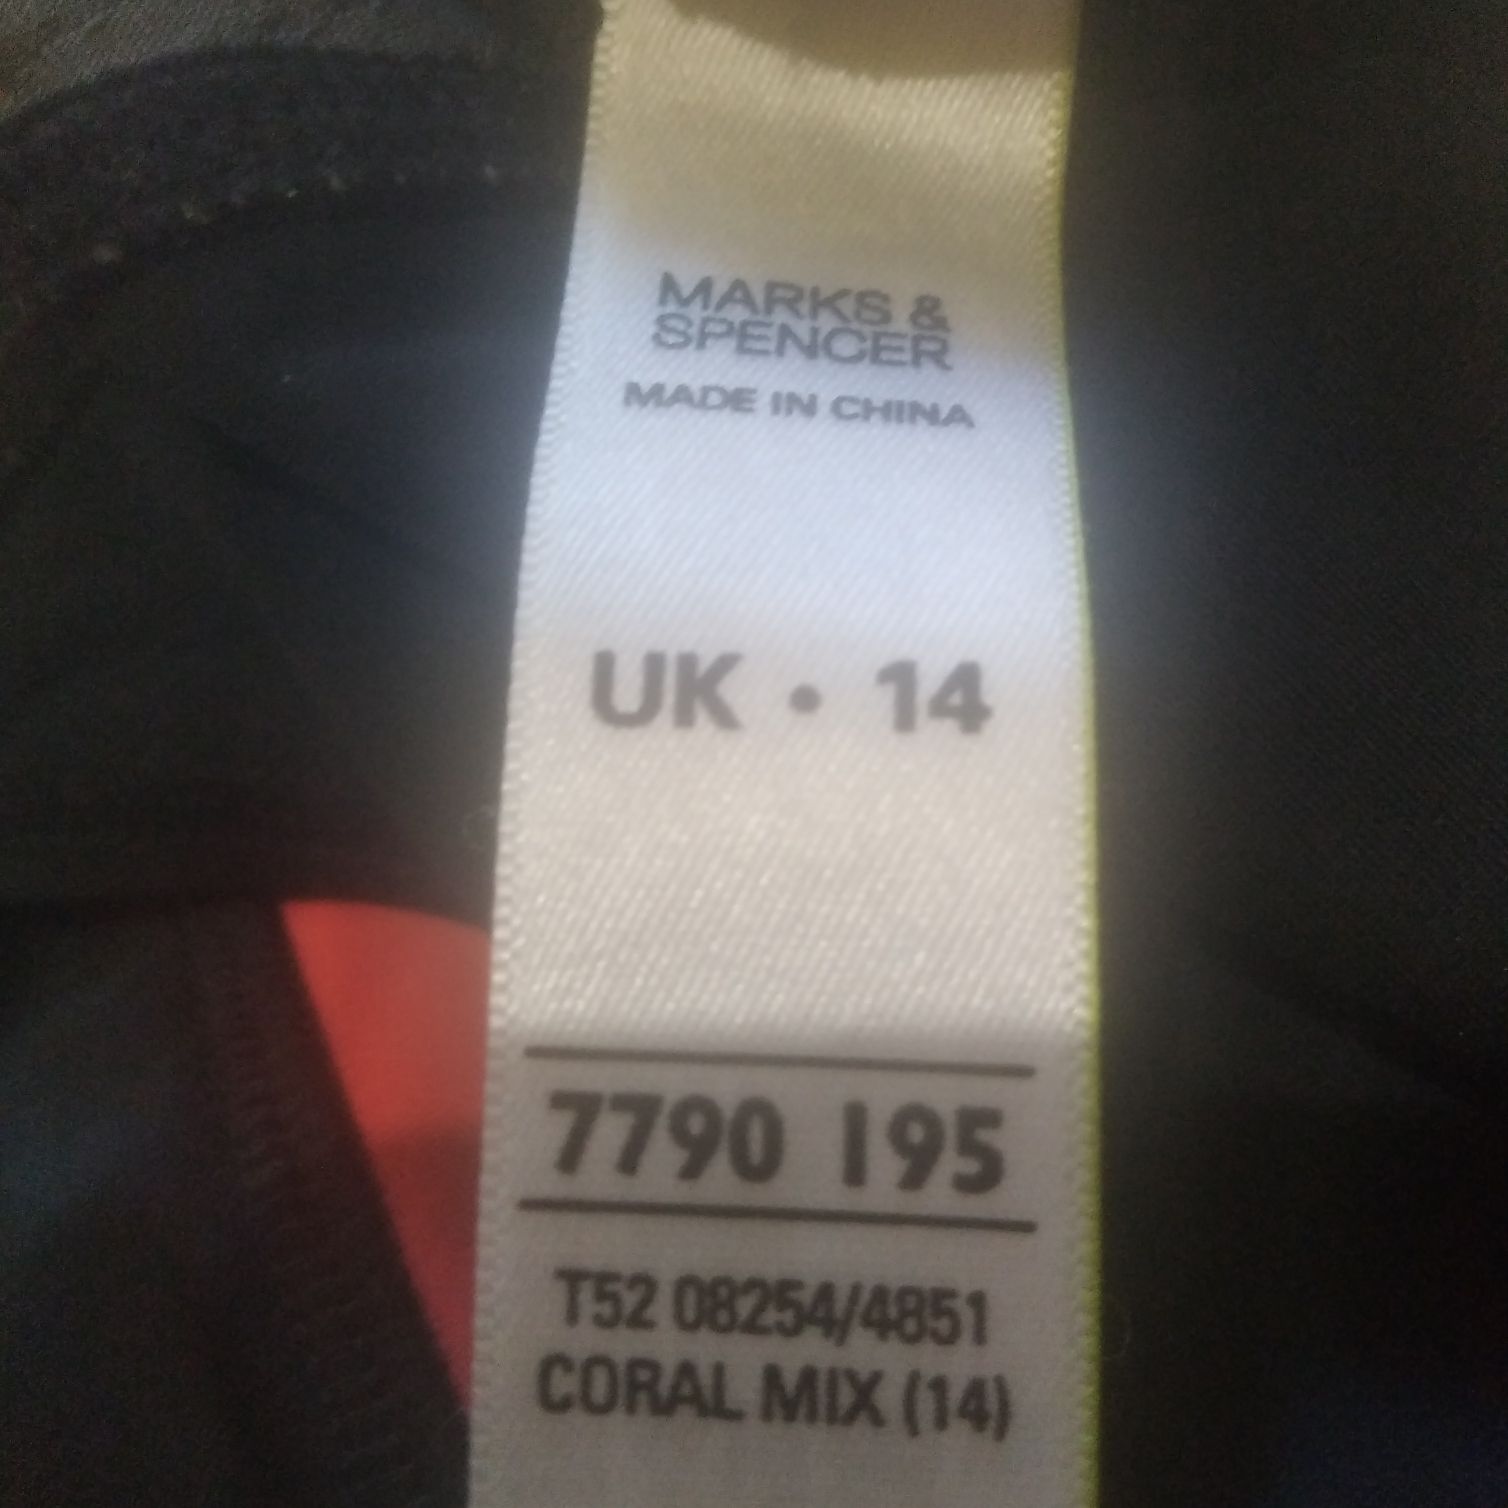 MARKS &
SPENCER
MADE IN CHINA
UK • 14
7790 195
T52 08254/4851
CORAL MIX (14)